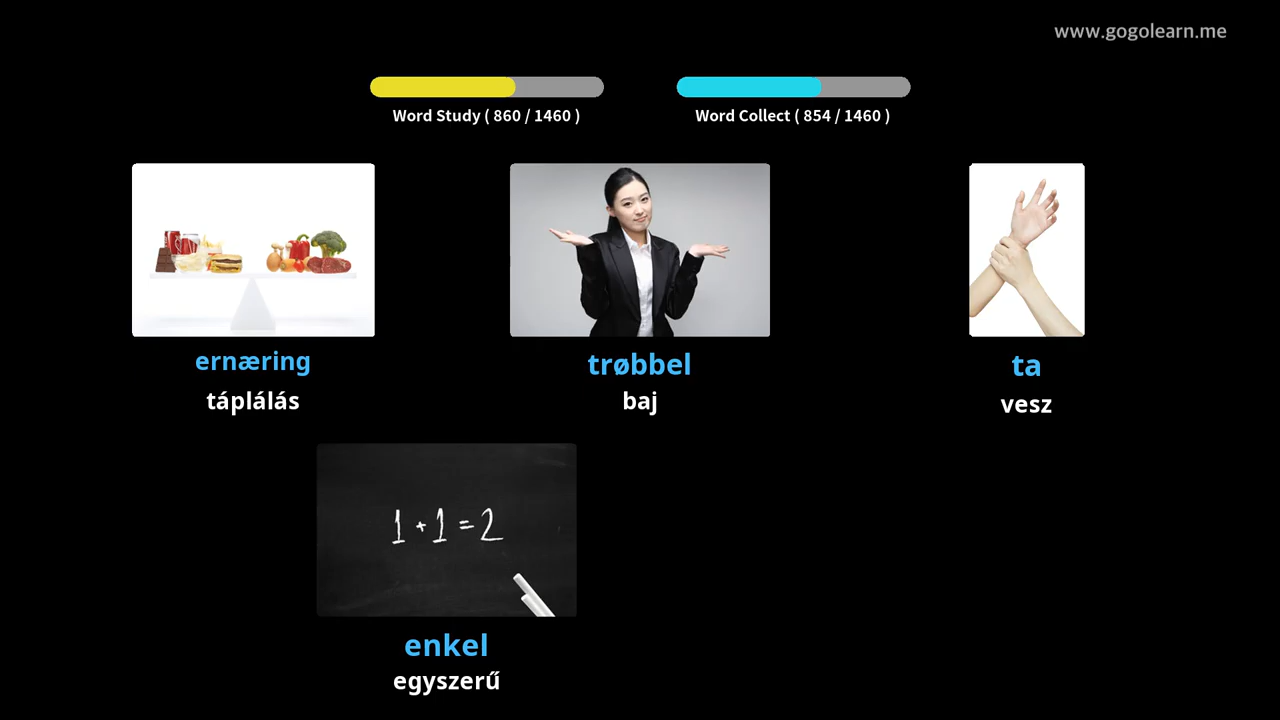 www.gogolearn.me
Word Study ( 860 / 1460 )
Word Collect ( 854 / 1460 )
ernæring
táplálás
trøbbel
baj
ta
vesz
1 + 1 = 2
enkel
egyszerű